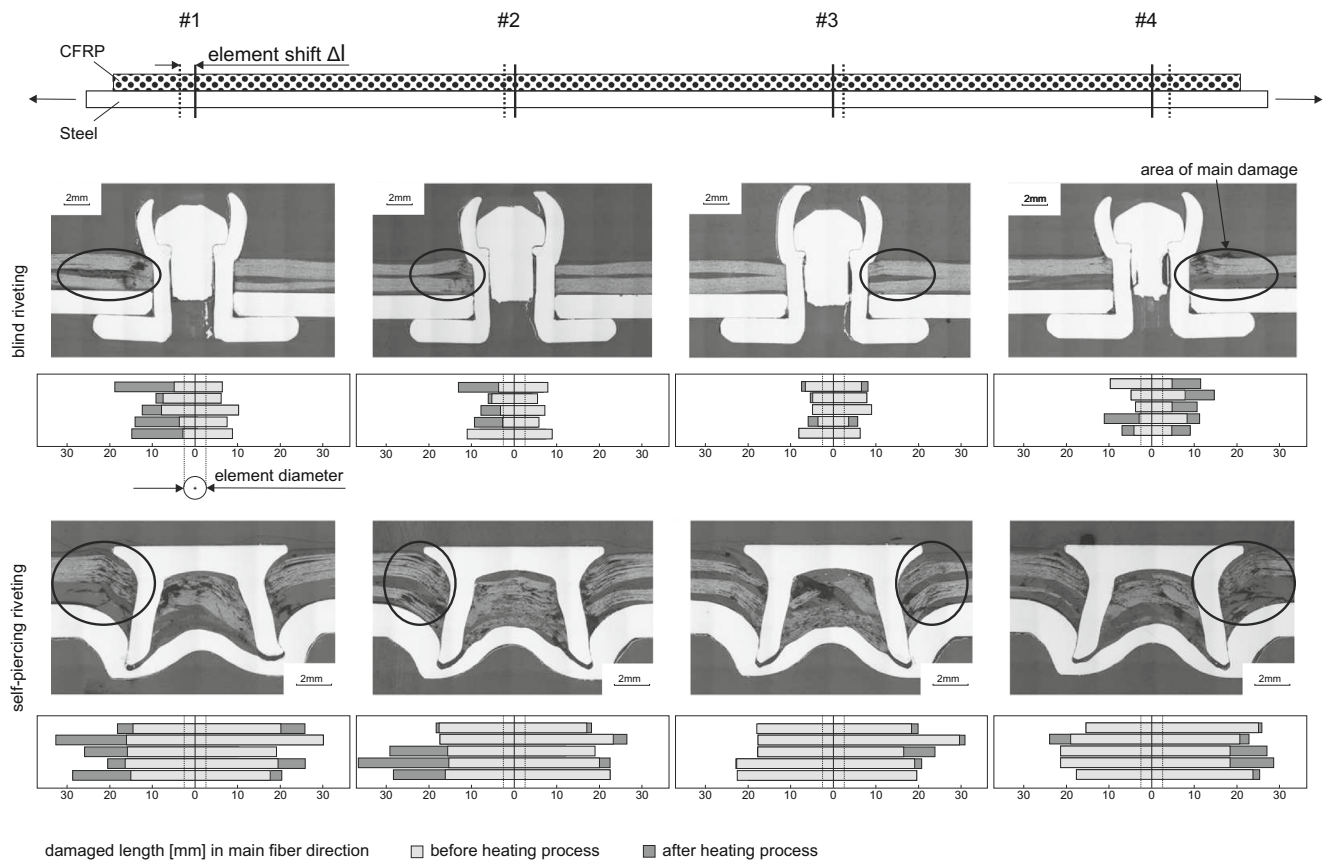 #1 #2 #3 #4
CFRP
element shift Δl
Steel
area of main damage
2mm 2mm 2mm 2mm
blind riveting
30 20 10 0 10 20 30 30 20 10 0 10 20 30 30 20 10 0 10 20 30 30 20 10 0 10 20 30
element diameter
self-piercing riveting
2mm 2mm 2mm 2mm
30 20 10 0 10 20 30 30 20 10 0 10 20 30 30 20 10 0 10 20 30 30 20 10 0 10 20 30
damaged length [mm] in main fiber direction before heating process after heating process